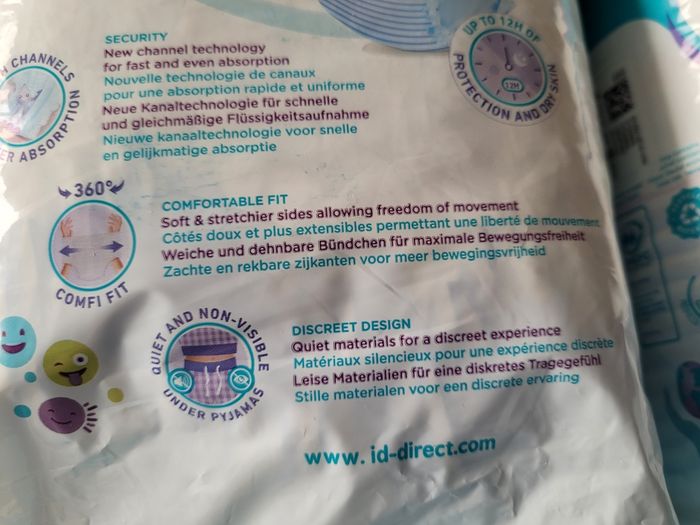 SECURITY
New channel technology
for fast and even absorption
Nouvelle technologie de canaux
pour une absorption rapide et uniforme
Neue Kanaltechnologie für schnelle
und gleichmäßige Flüssigkeitsaufnahme
Nieuwe kanaaltechnologie voor snelle
en gelijkmatige absorptie
CHANNELS
ABSORPTION
UP TO 12H OF
PROTECTION AND DRY SKIN
12H
360°
COMFI FIT
COMFORTABLE FIT
Soft & stretchier sides allowing freedom of movement
Côtés doux et plus extensibles permettant une liberté de mouvement
Weiche und dehnbare Bündchen für maximale Bewegungsfreiheit
Zachte en rekbare zijkanten voor meer bewegingsvrijheid
QUIET AND NON-VISIBLE
UNDER PYJAMAS
DISCREET DESIGN
Quiet materials for a discreet experience
Matériaux silencieux pour une expérience discrète
Leise Materialien für eine diskretes Tragegefühl
Stille materialen voor een discrete ervaring
www. id-direct.com